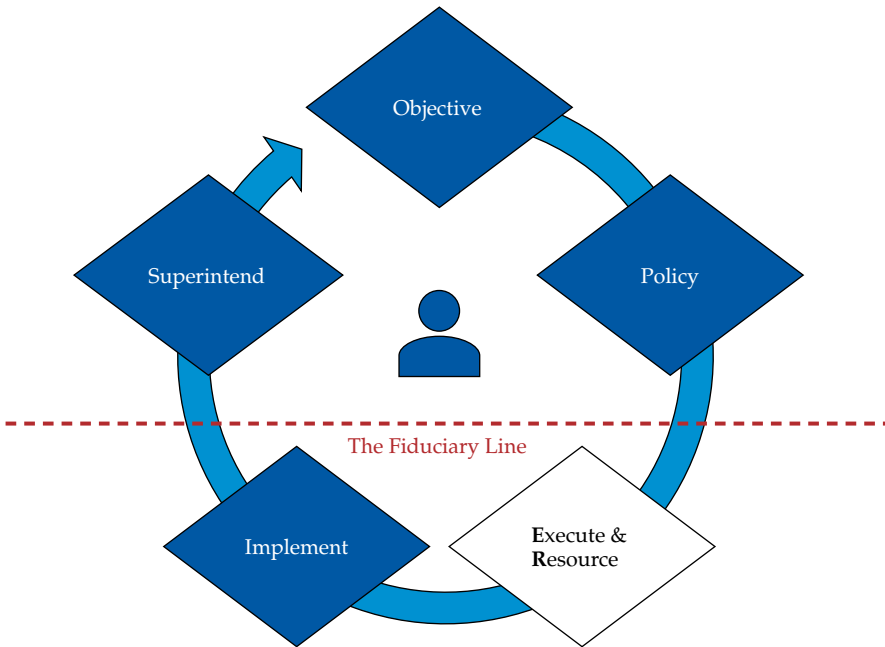 Objective
Superintend
Policy
The Fiduciary Line
Implement
Execute &
Resource